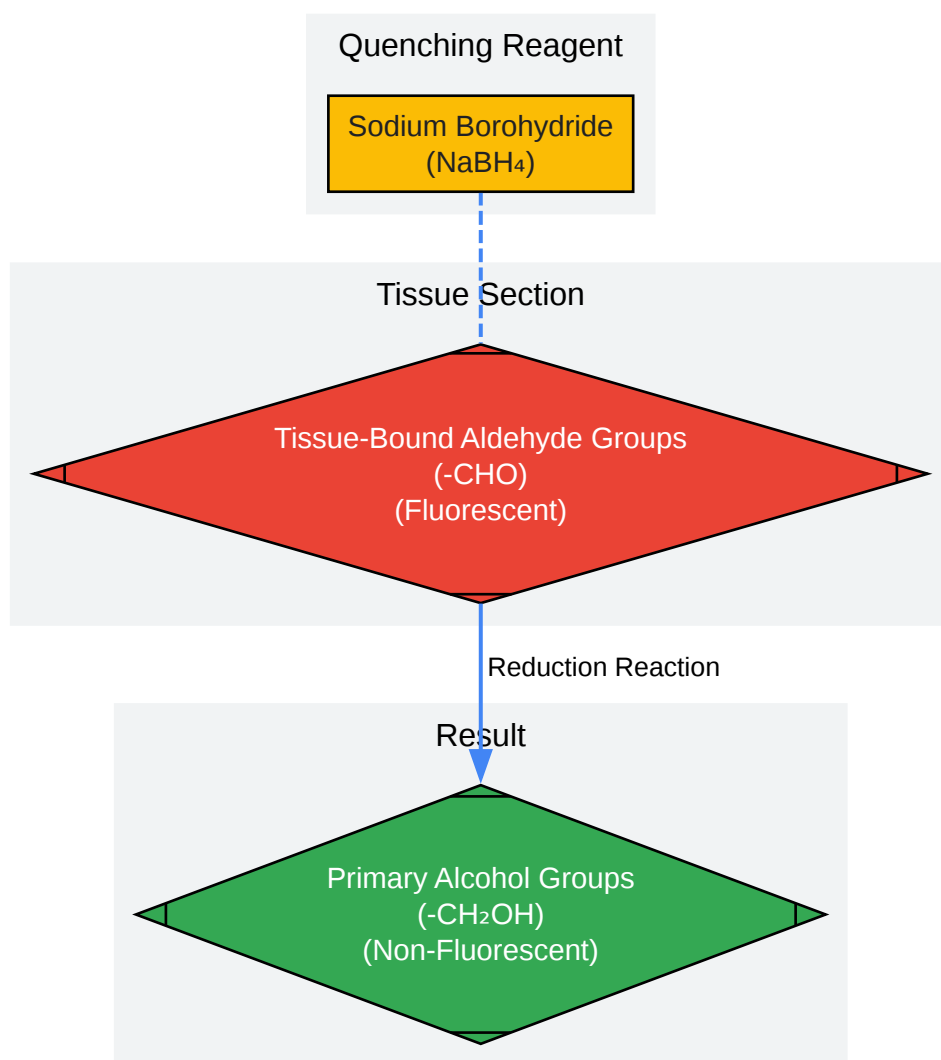 Quenching Reagent
Sodium Borohydride
(NaBH₄)
Tissue Section
Tissue-Bound Aldehyde Groups
(-CHO)
(Fluorescent)
Reduction Reaction
Result
Primary Alcohol Groups
(-CH₂OH)
(Non-Fluorescent)